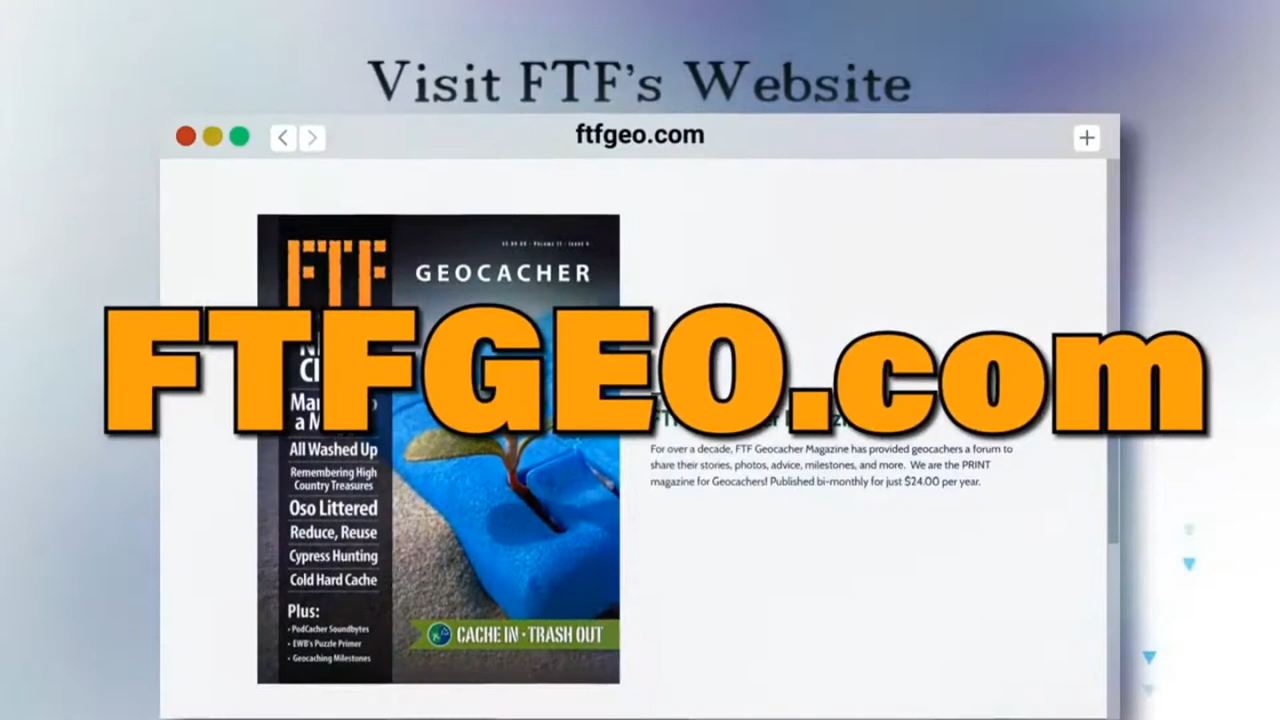 Visit FTF's Website
ftfgeo.com
FTF
GEOCACHER
FTFGEO.com
All Washed Up
Remembering High
Country Treasures
Oso Littered
Reduce, Reuse
Cypress Hunting
Cold Hard Cache
Plus:
• PodCacher Soundbytes
• EWB's Puzzle Primer
• Geocaching Milestones
CACHE IN · TRASH OUT
For over a decade, FTF Geocacher Magazine has provided geocachers a forum to
share their stories, photos, advice, milestones, and more. We are the PRINT
magazine for Geocachers! Published bi-monthly for just $24.00 per year.